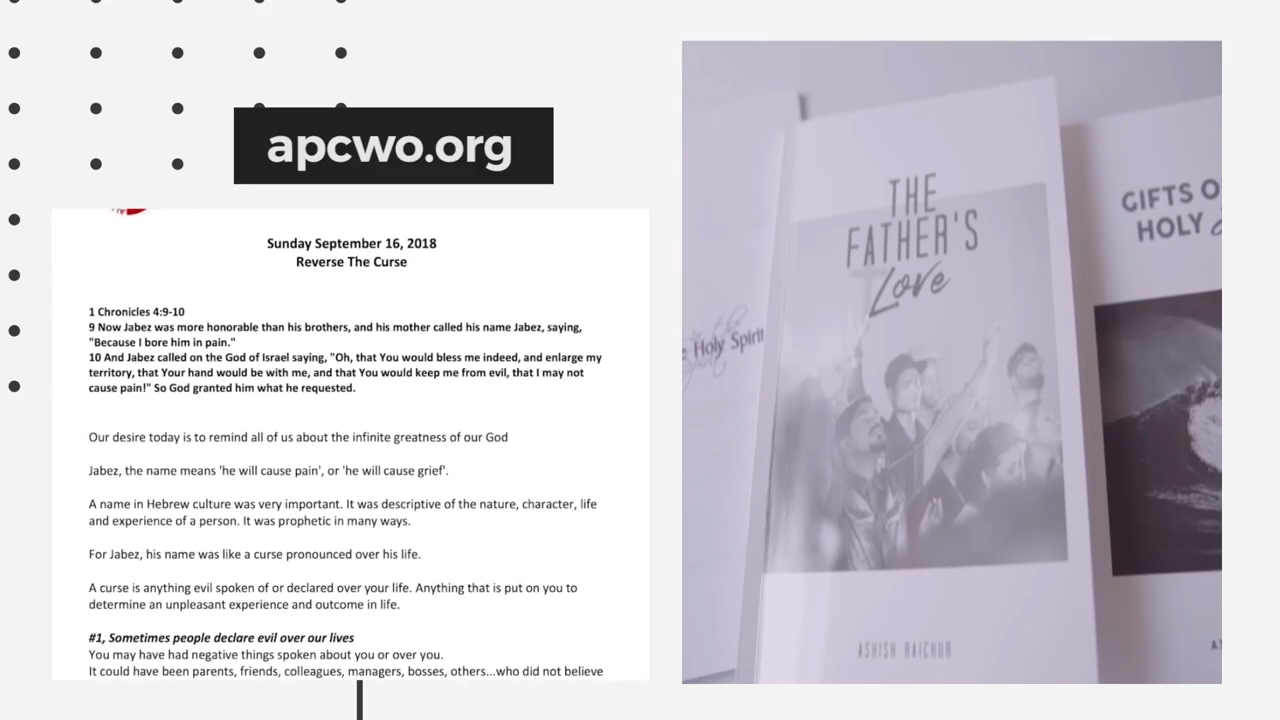 apcwo.org
Sunday September 16, 2018
Reverse The Curse
1 Chronicles 4:9-10
9 Now Jabez was more honorable than his brothers, and his mother called his name Jabez, saying,
"Because I bore him in pain."
10 And Jabez called on the God of Israel saying, "Oh, that You would bless me indeed, and enlarge my
territory, that Your hand would be with me, and that You would keep me from evil, that I may not
cause pain!" So God granted him what he requested.
Our desire today is to remind all of us about the infinite greatness of our God
Jabez, the name means 'he will cause pain', or 'he will cause grief'.
A name in Hebrew culture was very important. It was descriptive of the nature, character, life
and experience of a person. It was prophetic in many ways.
For Jabez, his name was like a curse pronounced over his life.
A curse is anything evil spoken of or declared over your life. Anything that is put on you to
determine an unpleasant experience and outcome in life.
#1, Sometimes people declare evil over our lives
You may have had negative things spoken about you or over you.
It could have been parents, friends, colleagues, managers, bosses, others...who did not believe
THE
FATHER'S
Love
ASHISH RAICHUR
GIFTS O
HOLY
Holy Spirit